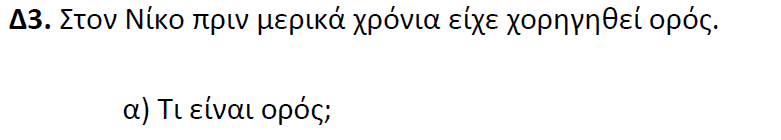 Δ3. Στον Νίκο πριν μερικά χρόνια είχε χορηγηθεί ορός.
α) Τι είναι ορός;